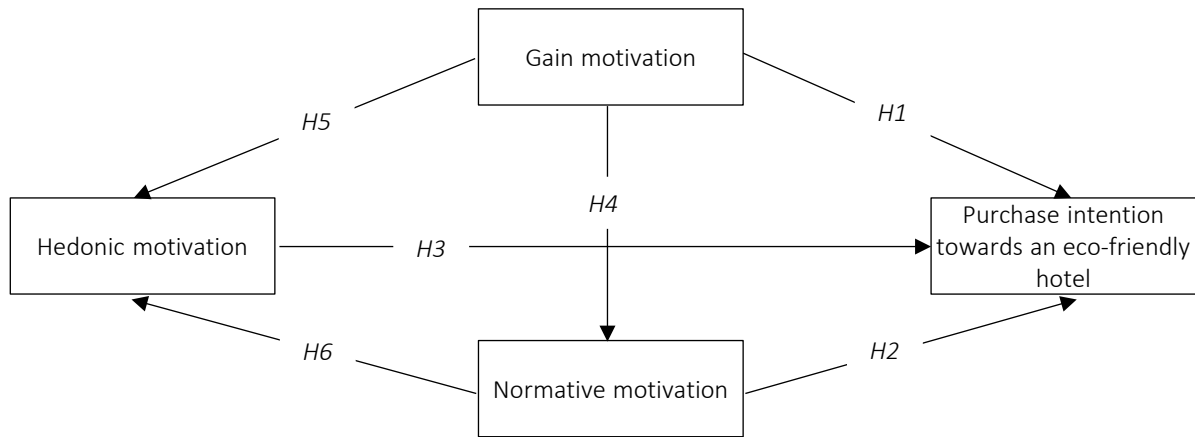 Gain motivation
H5
H1
H4
Hedonic motivation
H3
Purchase intention
towards an eco-friendly
hotel
H6
H2
Normative motivation